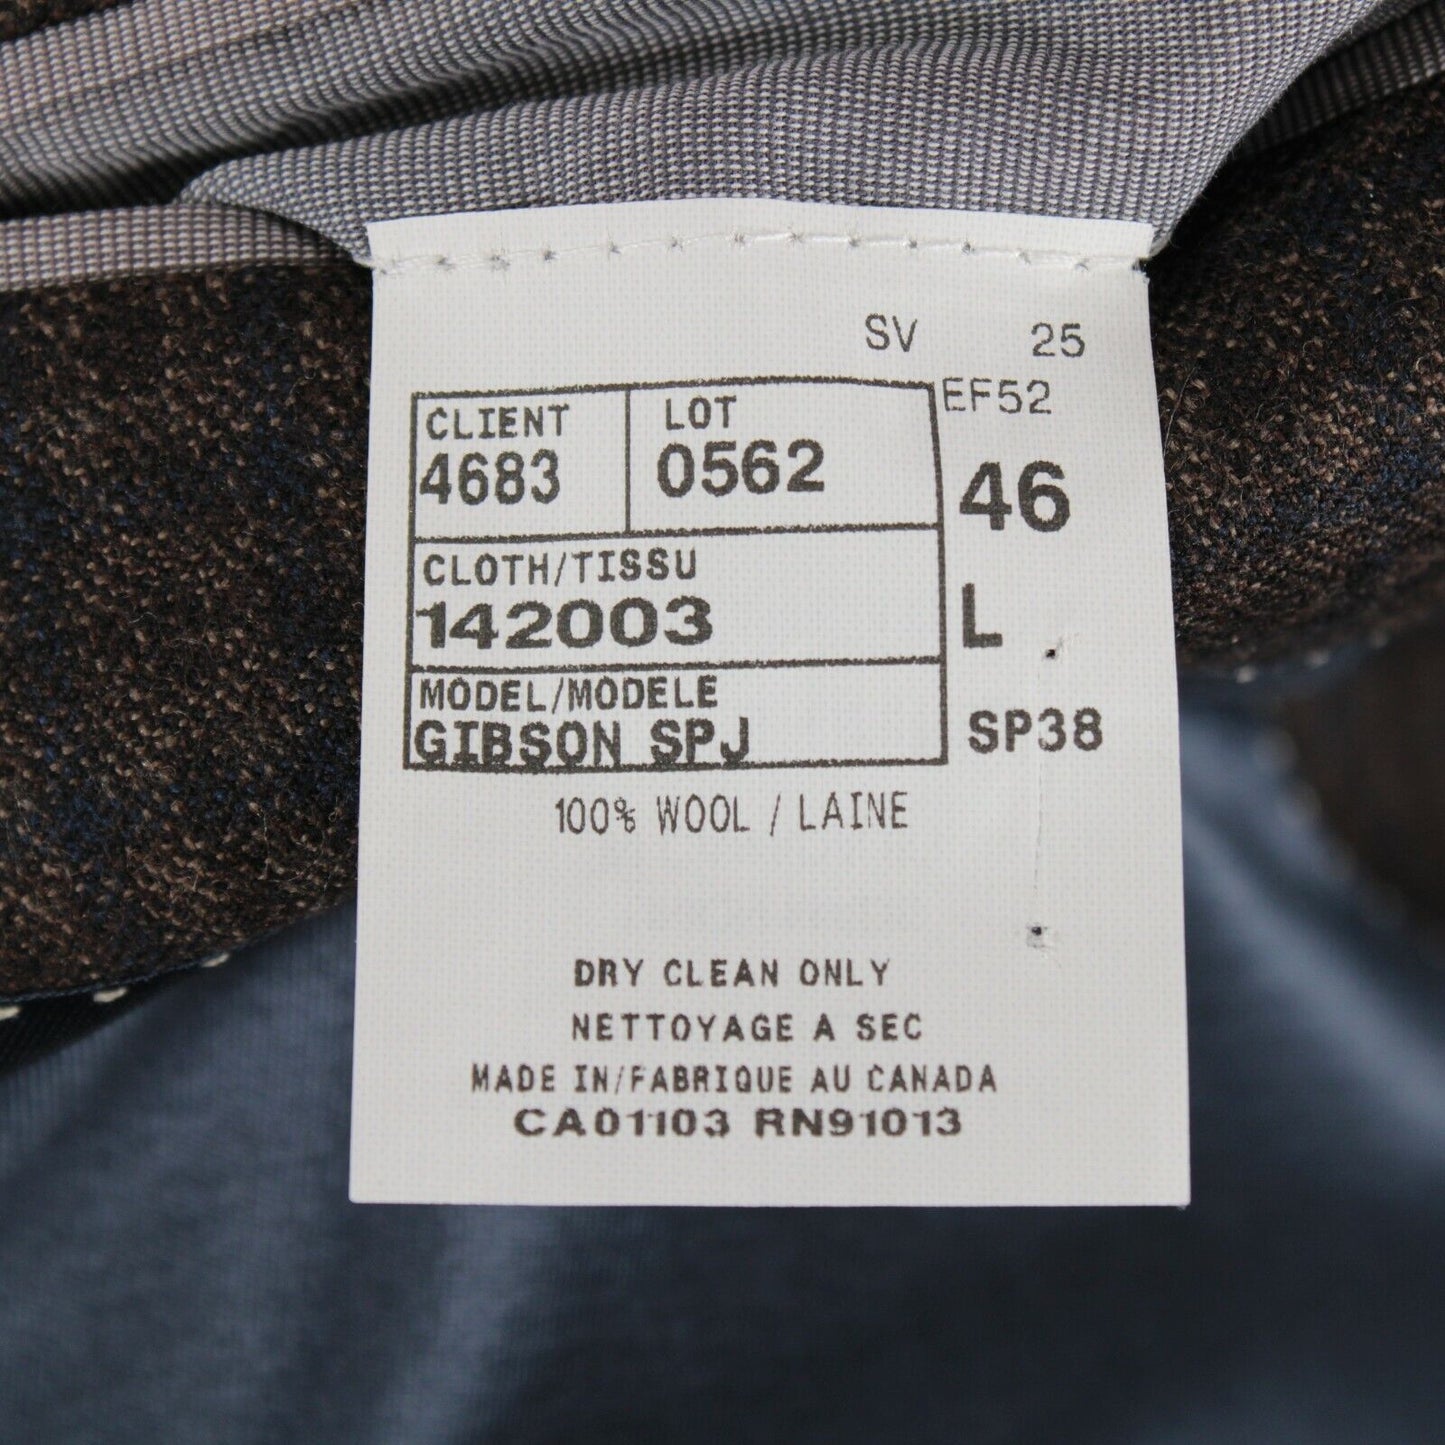 SV 25
EF52
CLIENT LOT
4683 0562
46
CLOTH/TISSU
142003
L
MODEL/MODELE
GIBSON SPJ
SP38
100% WOOL / LAINE
DRY CLEAN ONLY
NETTOYAGE A SEC
MADE IN/FABRIQUE AU CANADA
CA01103 RN91013